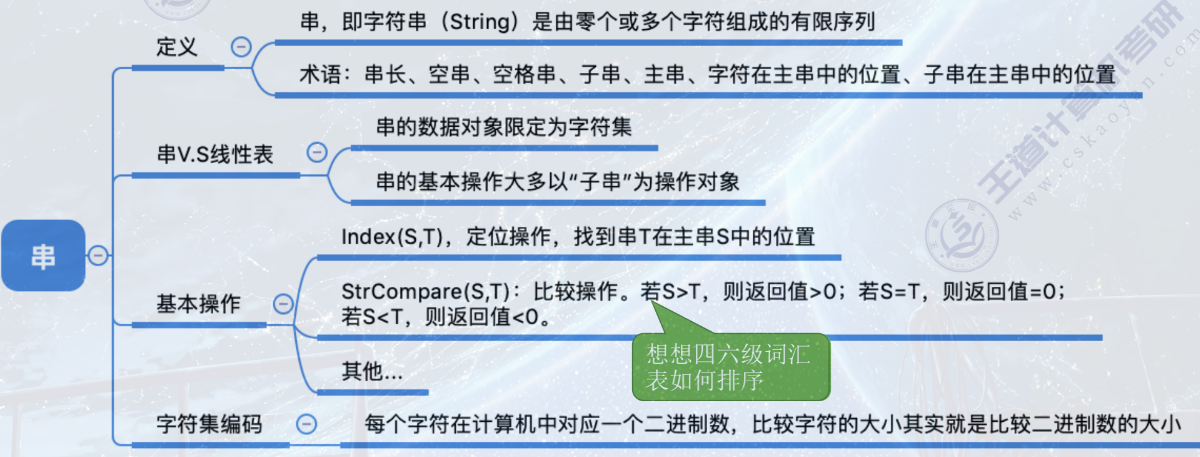 串
定义
串，即字符串（String）是由零个或多个字符组成的有限序列
术语：串长、空串、空格串、子串、主串、字符在主串中的位置、子串在主串中的位置
串V.S线性表
串的数据对象限定为字符集
串的基本操作大多以“子串”为操作对象
基本操作
Index(S,T)，定位操作，找到串T在主串S中的位置
StrCompare(S,T)：比较操作。若S>T，则返回值>0；若S=T，则返回值=0；
若S<T，则返回值<0。
想想四六级词汇
表如何排序
其他...
字符集编码
每个字符在计算机中对应一个二进制数，比较字符的大小其实就是比较二进制数的大小
王道计算机考研
www.cskaoyan.com